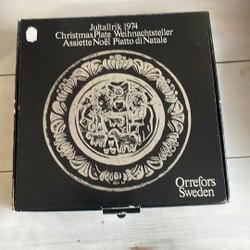 Jultallrik 1974
Christmas Plate Weihnachtsteller
Assiette Noël Piatto di Natale
Orrefors
Sweden